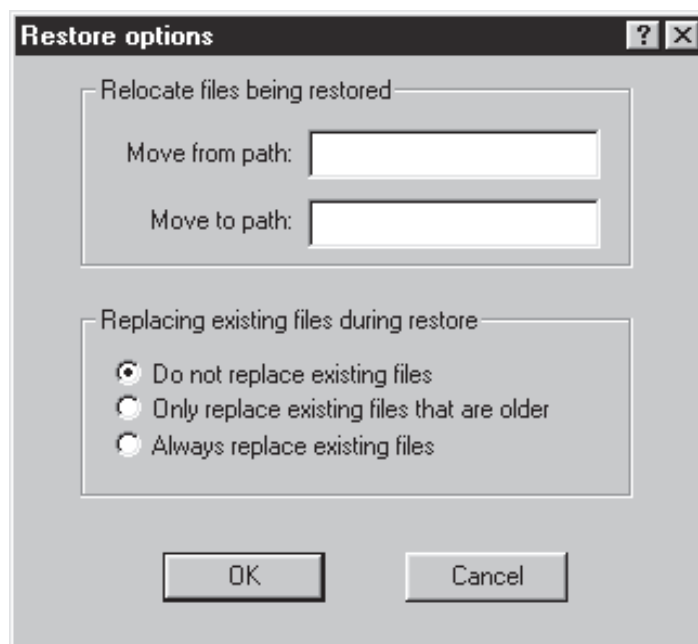 Restore options
?
Relocate files being restored
Move from path:
Move to path:
Replacing existing files during restore
Do not replace existing files
Only replace existing files that are older
Always replace existing files
OK Cancel